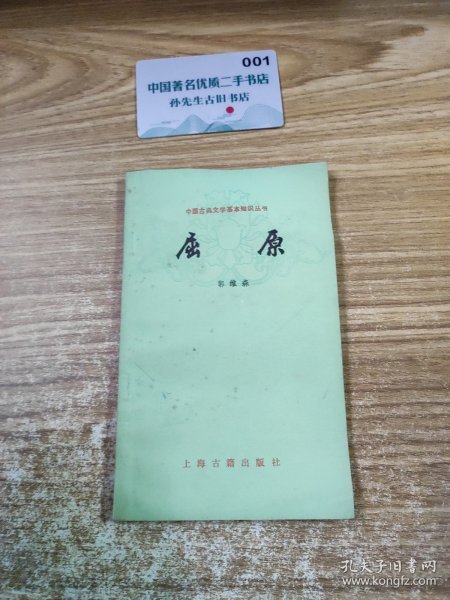 001
中国著名优质二手书店
孙先生古旧书店
中国古典文学基本知识丛书
屈原
郭维森
上海古籍出版社
孔夫子旧书网
www.kongfz.com